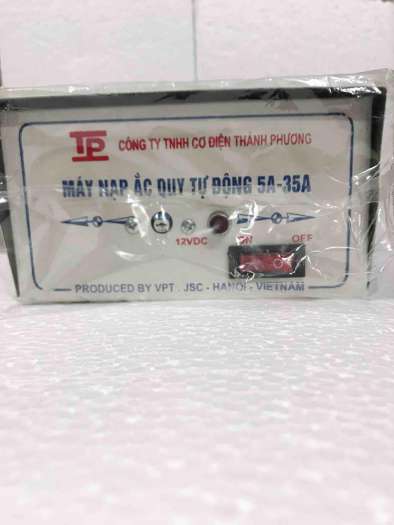 TP
CÔNG TY TNHH CƠ ĐIỆN THÀNH PHƯƠNG
MÁY NẠP ẮC QUY TỰ ĐỘNG 5A-35A
12VDC ON OFF
PRODUCED BY VPT . JSC - HANOI - VIETNAM